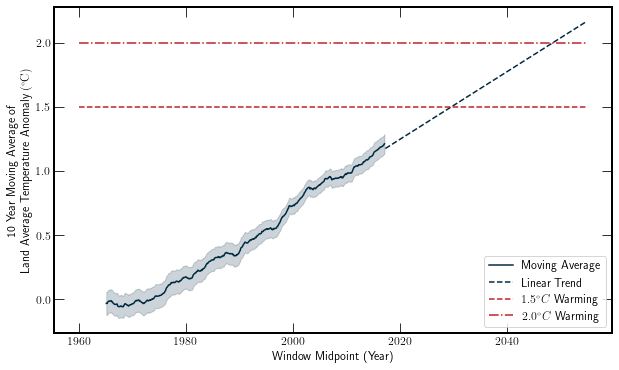 10 Year Moving Average of
Land Average Temperature Anomaly (°C)
2.0
1.5
1.0
0.5
0.0
1960 1980 2000 2020 2040
Window Midpoint (Year)
Moving Average
Linear Trend
1.5°C Warming
2.0°C Warming